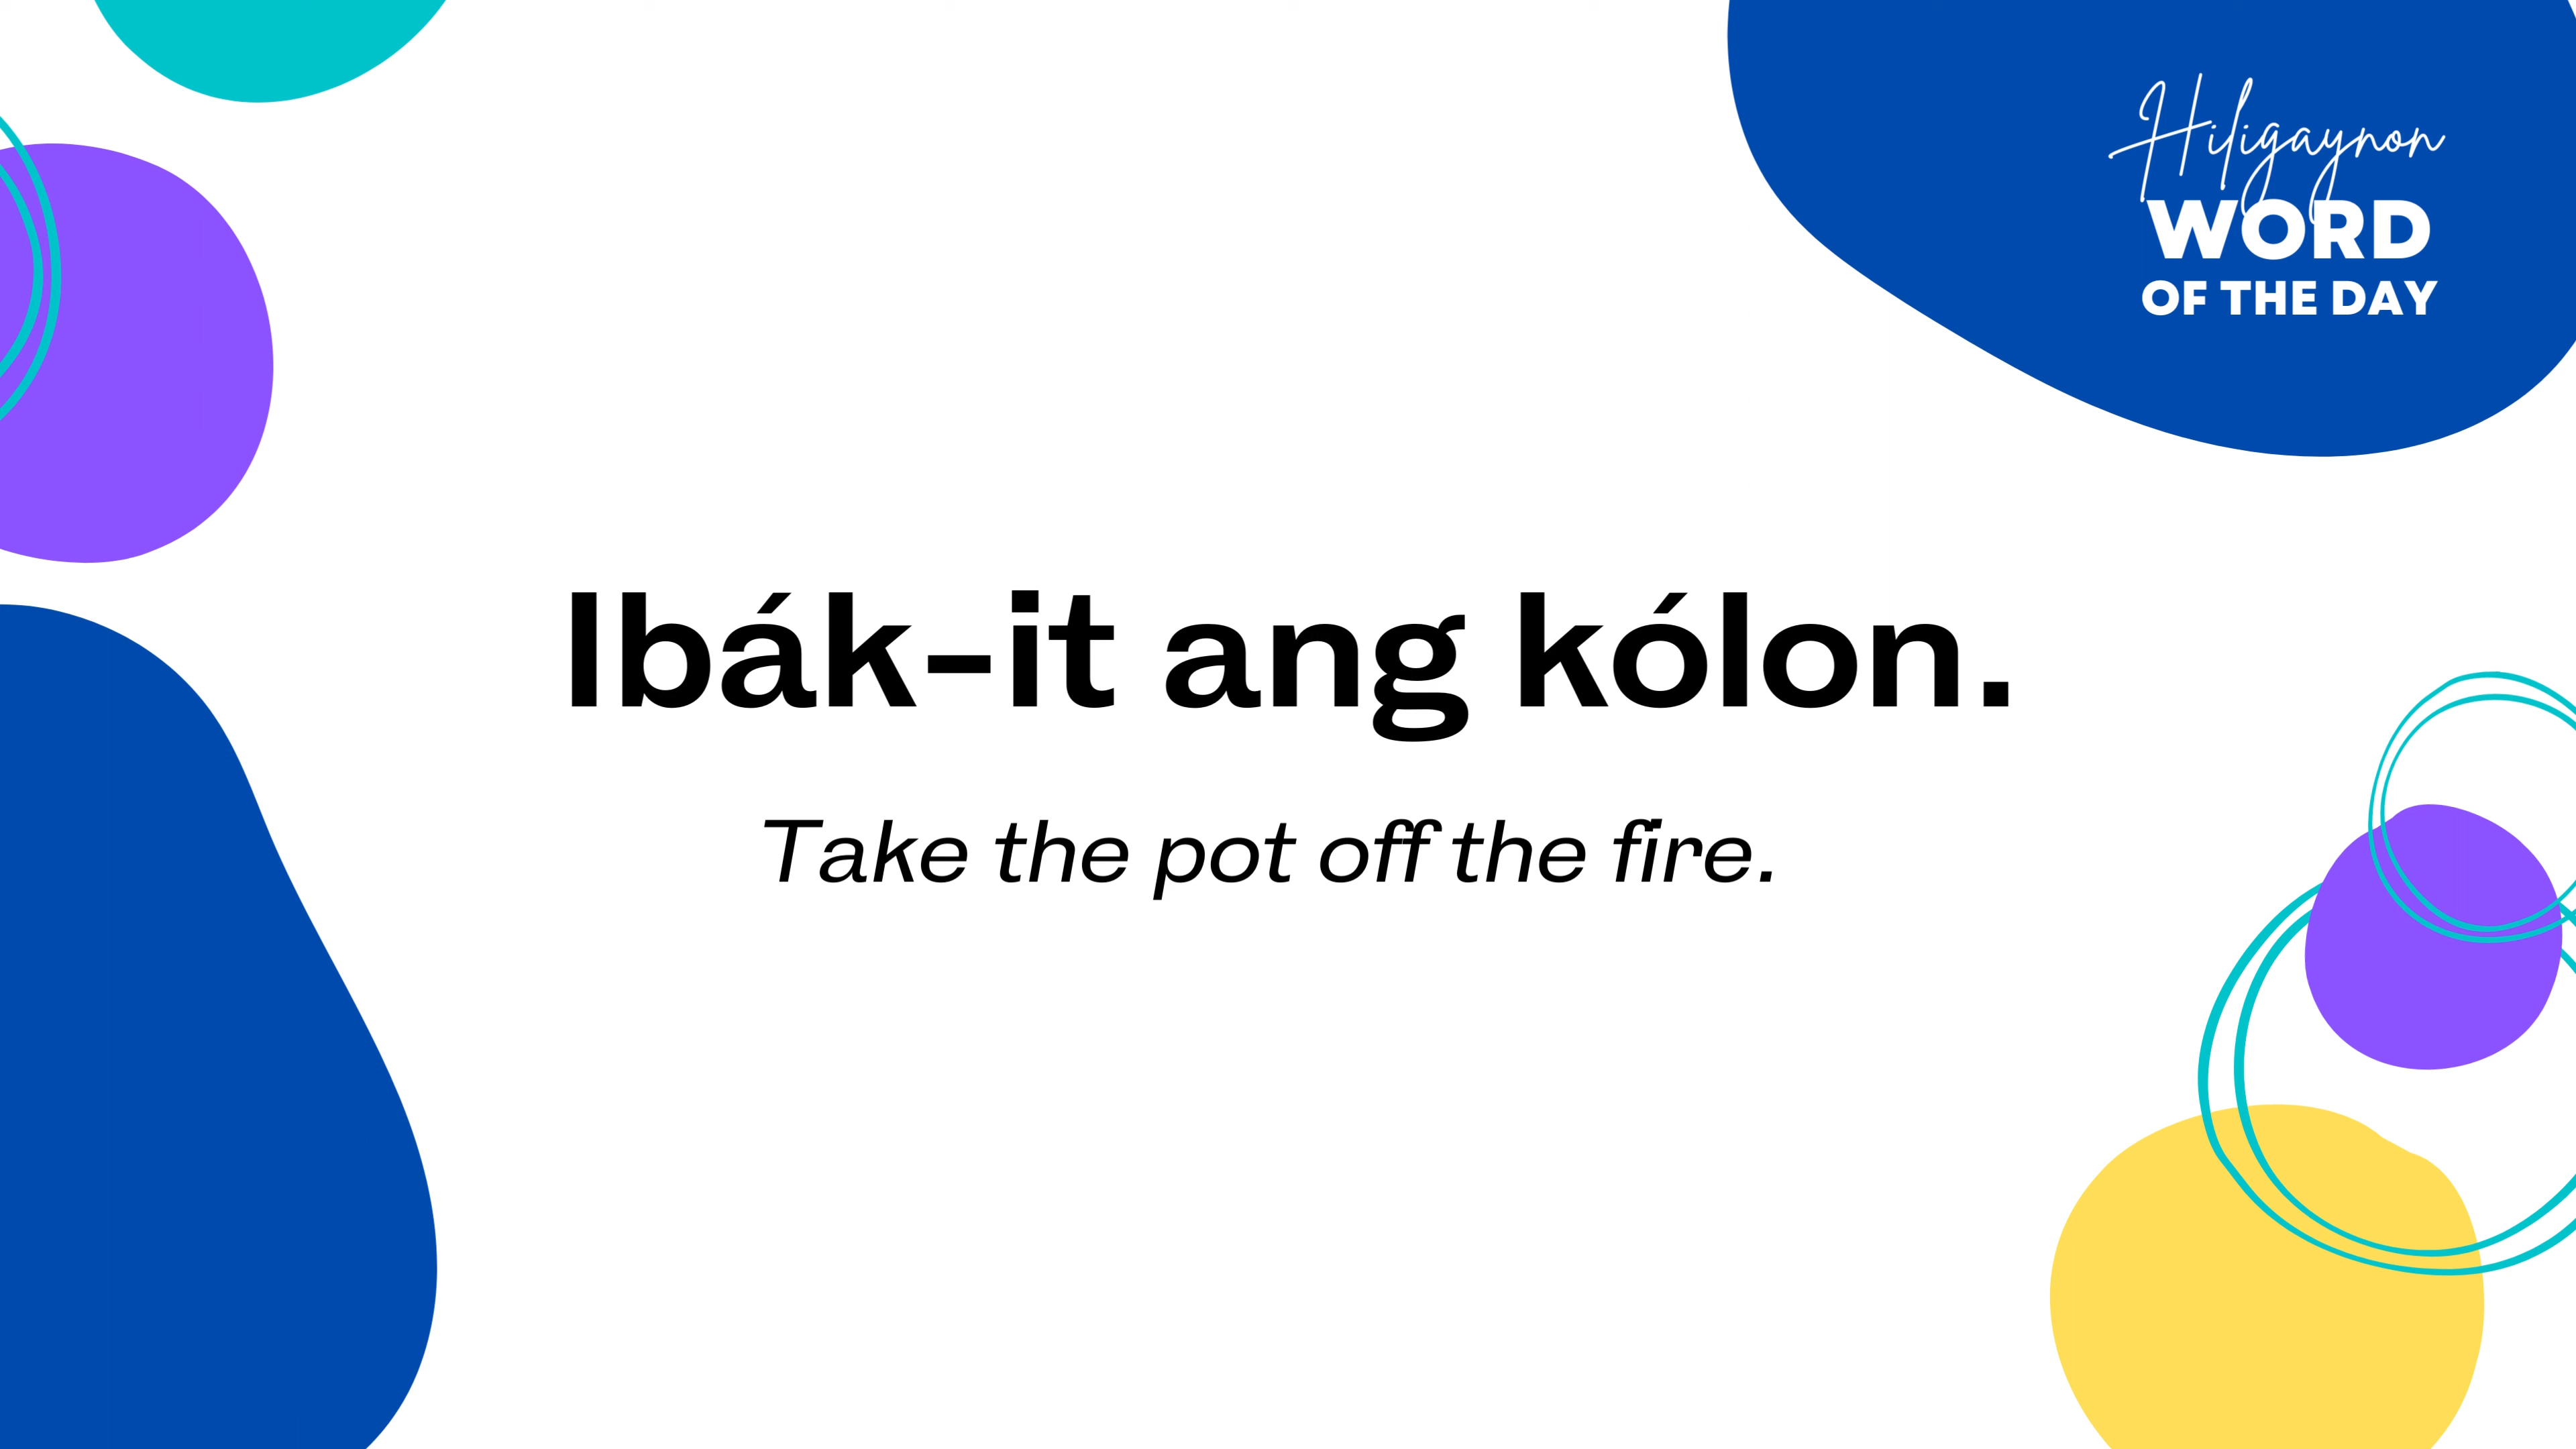 Hiligaynon
WORD
OF THE DAY
Ibák-it ang kólon.
Take the pot off the fire.